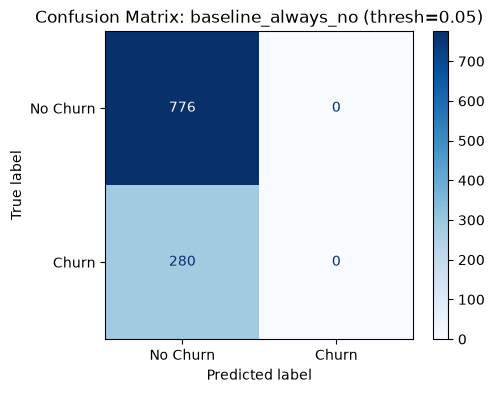 Confusion Matrix: baseline_always_no (thresh=0.05)
True label
No Churn
Churn
776
0
280
0
No Churn
Churn
Predicted label
700
600
500
400
300
200
100
0